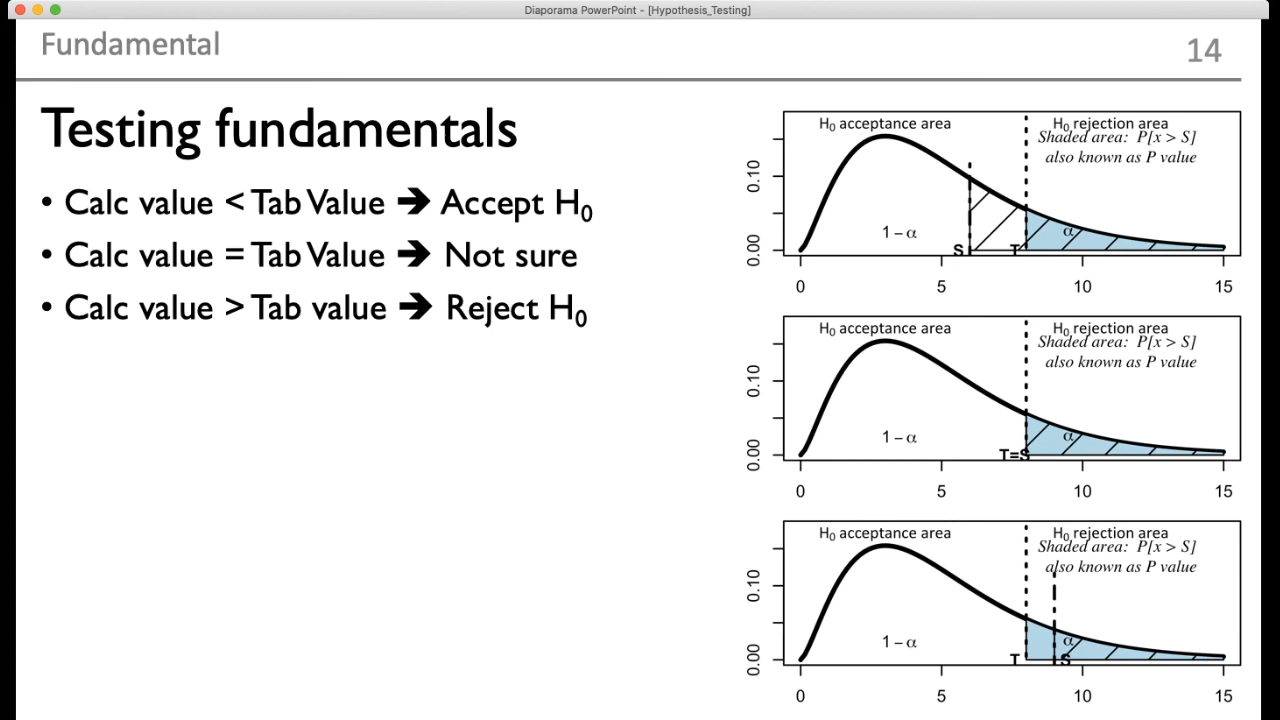 Diaporama PowerPoint - [Hypothesis_Testing]
Fundamental
14
Testing fundamentals
• Calc value < Tab Value ➔ Accept H₀
• Calc value = Tab Value ➔ Not sure
• Calc value > Tab value ➔ Reject H₀
H₀ acceptance area
H₀ rejection area
Shaded area: P[x > S]
also known as P value
0.10
0.00
1 – α
α
S
T
0 5 10 15
H₀ acceptance area
H₀ rejection area
Shaded area: P[x > S]
also known as P value
0.10
0.00
1 – α
α
T=S
0 5 10 15
H₀ acceptance area
H₀ rejection area
Shaded area: P[x > S]
also known as P value
0.10
0.00
1 – α
α
T
S
0 5 10 15